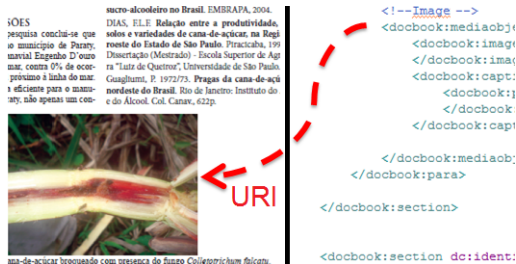 SÕES
pesquisa conclui-se que
no município de Paraty,
anavial Engenho D'ouro
mar, contra 0% de ocor-
próximo à linha do mar.
a eficiente para o manu-
raty, não apenas um con-
sucro-alcooleiro no Brasil. EMBRAPA, 2004.
DIAS, F.L.F. Relação entre a produtividade,
solos e variedades de cana-de-açúcar, na Regi
roeste do Estado de São Paulo. Piracicaba, 199
Dissertação (Mestrado) - Escola Superior de Agr
ra "Luiz de Queiroz", Universidade de São Paulo.
Guagliumi, P. 1972/73. Pragas da cana-de-açú
nordeste do Brasil. Rio de Janeiro: Instituto do
e do Álcool. Col. Canav., 622p.
ana-de-açúcar broqueado com presença do fungo Colletotrichum falcatu.
URI
<!--Image -->
<docbook:mediaobje
<docbook:image
</docbook:imag
<docbook:capti
<docbook:p
</docbook:
</docbook:capt
</docbook:mediaobj
</docbook:para>
</docbook:section>
<docbook:section dc:identi